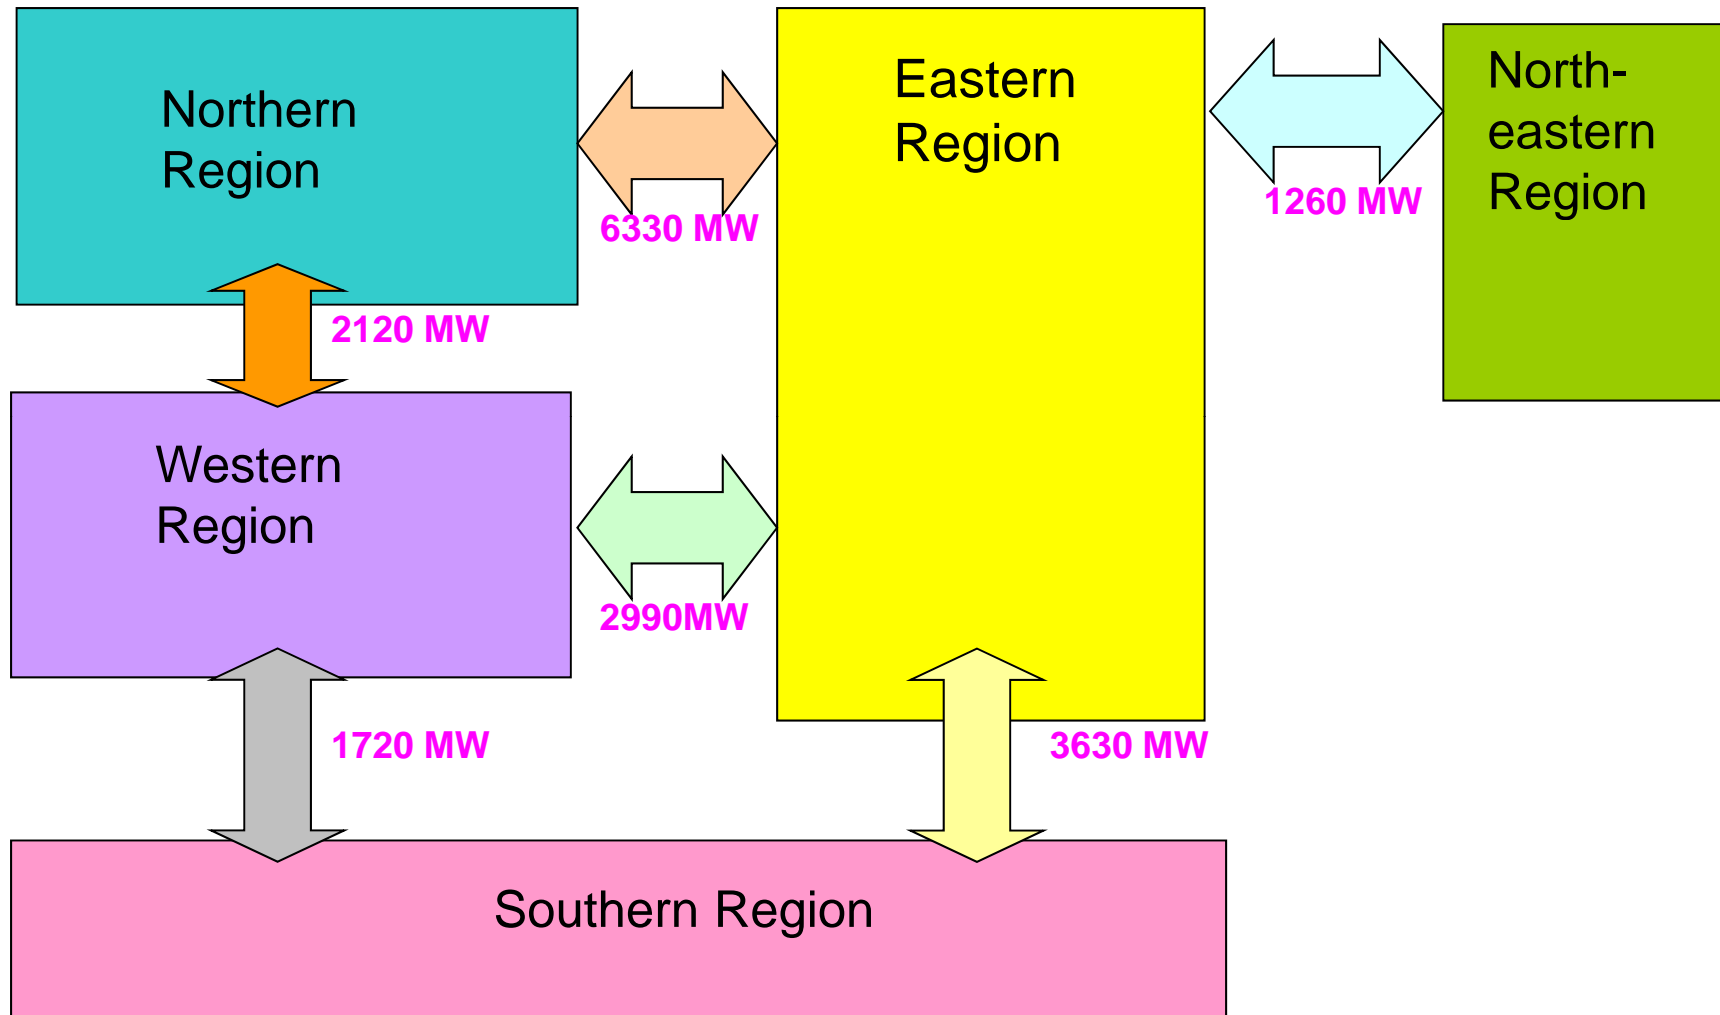 Northern
Region
6330 MW
Eastern
Region
1260 MW
North-
eastern
Region
2120 MW
Western
Region
2990MW
1720 MW
3630 MW
Southern Region